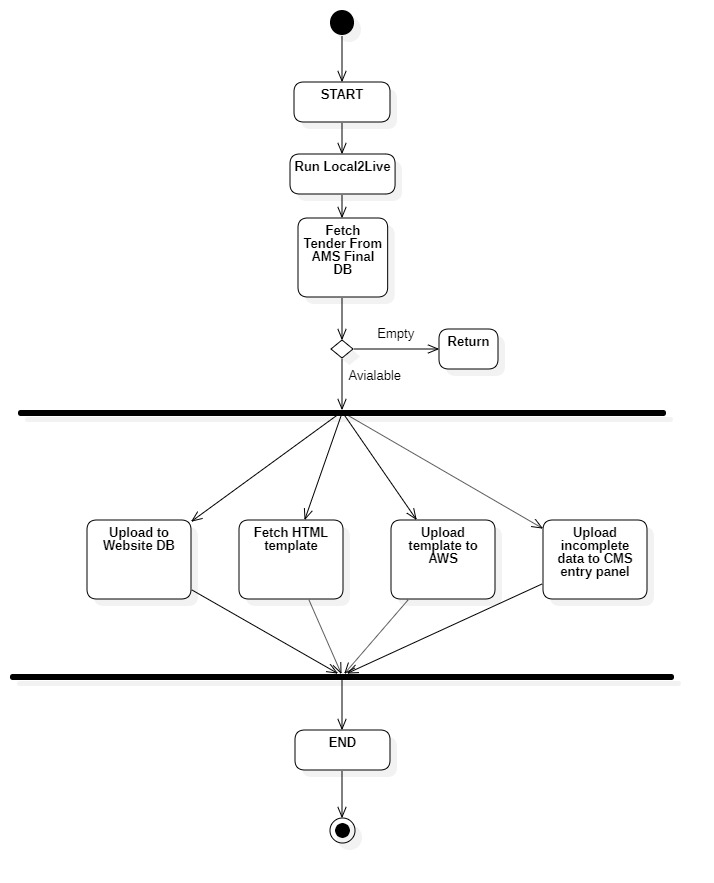 START
Run Local2Live
Fetch
Tender From
AMS Final
DB
Empty
Return
Avialable
Upload to
Website DB
Fetch HTML
template
Upload
template to
AWS
Upload
incomplete
data to CMS
entry panel
END